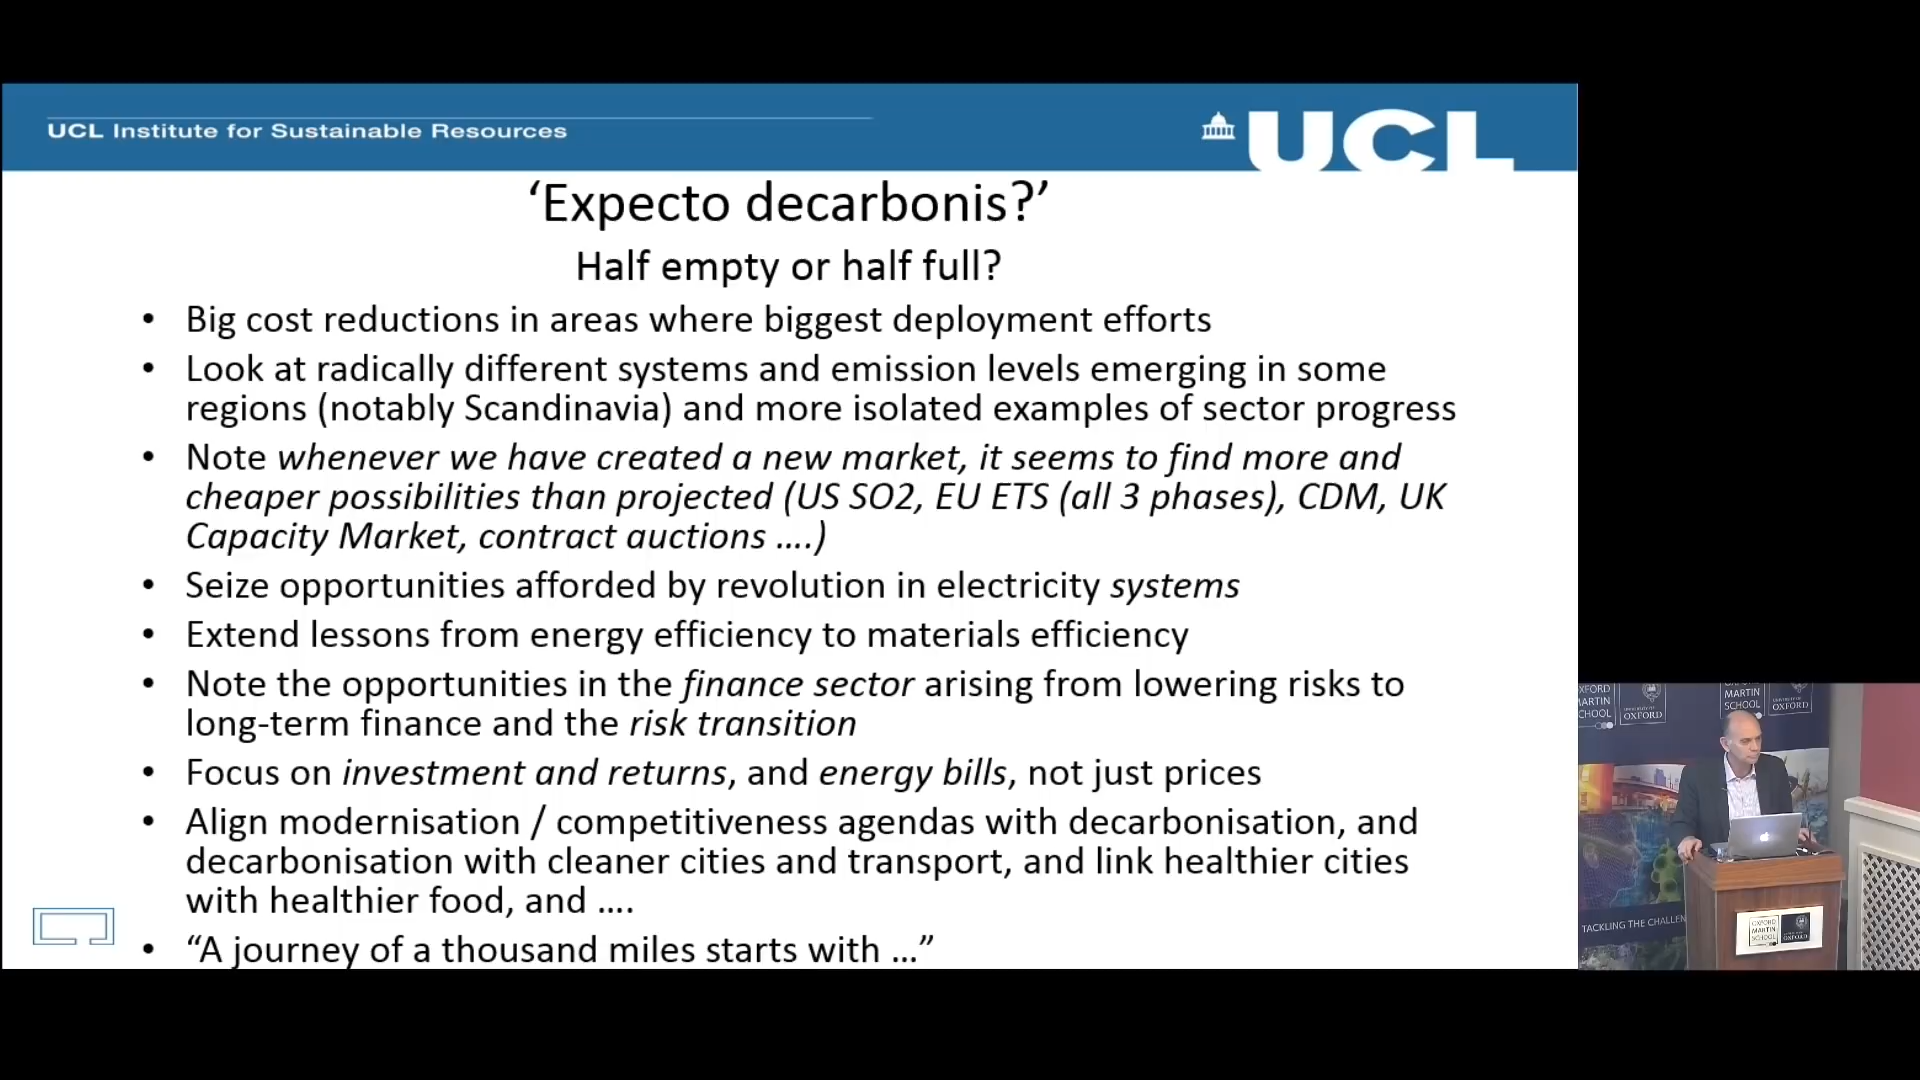 UCL Institute for Sustainable Resources
UCL
‘Expecto decarbonis?’
Half empty or half full?
• Big cost reductions in areas where biggest deployment efforts
• Look at radically different systems and emission levels emerging in some
regions (notably Scandinavia) and more isolated examples of sector progress
• Note whenever we have created a new market, it seems to find more and
cheaper possibilities than projected (US SO2, EU ETS (all 3 phases), CDM, UK
Capacity Market, contract auctions ....)
• Seize opportunities afforded by revolution in electricity systems
• Extend lessons from energy efficiency to materials efficiency
• Note the opportunities in the finance sector arising from lowering risks to
long-term finance and the risk transition
• Focus on investment and returns, and energy bills, not just prices
• Align modernisation / competitiveness agendas with decarbonisation, and
decarbonisation with cleaner cities and transport, and link healthier cities
with healthier food, and ....
• “A journey of a thousand miles starts with ...”
MARTIN
SCHOOL
OXFORD
MARTIN
SCHOOL
OXFORD
TACKLING THE CHALLEN
OXFORD
MARTIN
SCHOOL
OXFORD